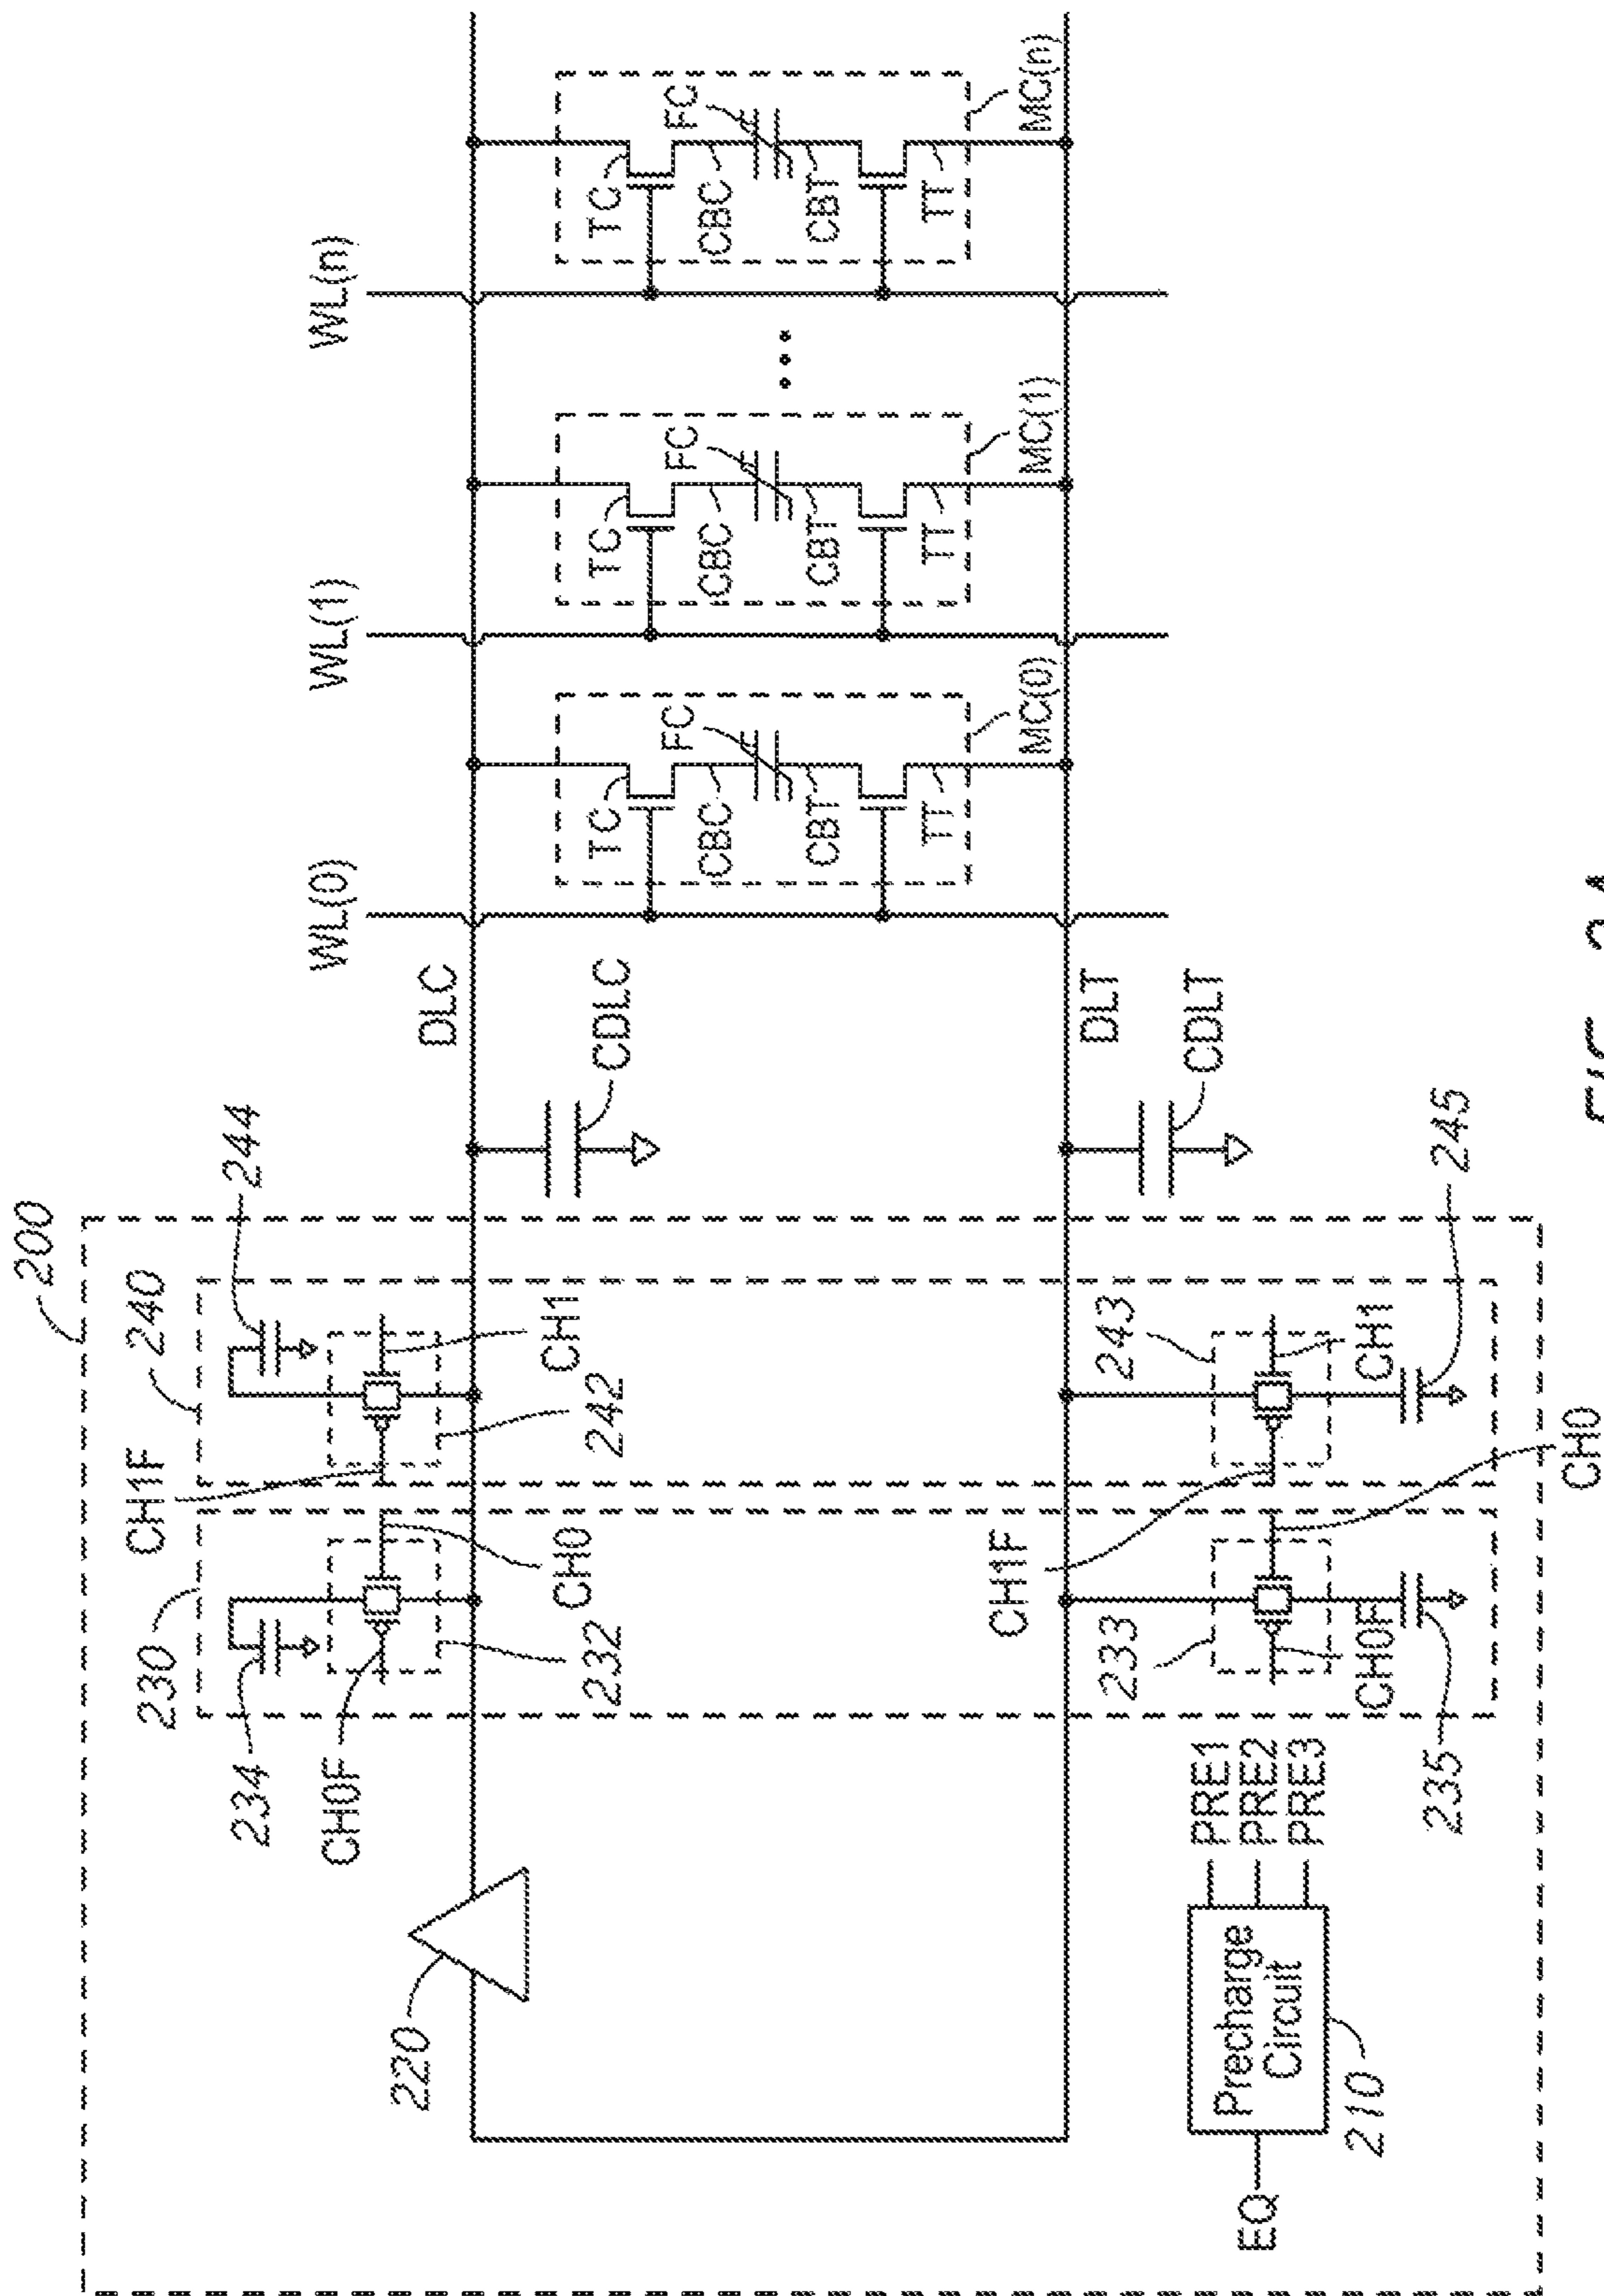 200
230
CH1F
240
244
234
CH0F
232
CH0
242
CH1
220
DLC
CDLC
WL(0)
WL(1)
WL(n)
TC
FC
CBC
CBT
TT
MC(0)
TC
FC
CBC
CBT
TT
MC(1)
TC
FC
CBC
CBT
TT
MC(n)
DLT
CDLT
CH1F
243
CH1
245
233
CH0F
235
CH0
EQ
Precharge
Circuit
210
PRE1
PRE2
PRE3